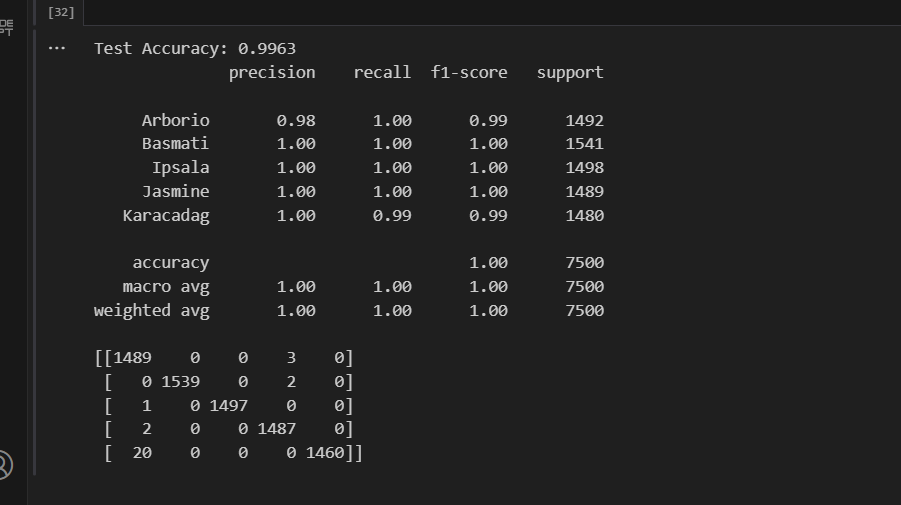 [32]
... Test Accuracy: 0.9963
precision recall f1-score support
Arborio 0.98 1.00 0.99 1492
Basmati 1.00 1.00 1.00 1541
Ipsala 1.00 1.00 1.00 1498
Jasmine 1.00 1.00 1.00 1489
Karacadag 1.00 0.99 0.99 1480
accuracy 1.00 7500
macro avg 1.00 1.00 1.00 7500
weighted avg 1.00 1.00 1.00 7500
[[1489 0 0 3 0]
[ 0 1539 0 2 0]
[ 1 0 1497 0 0]
[ 2 0 0 1487 0]
[ 20 0 0 0 1460]]